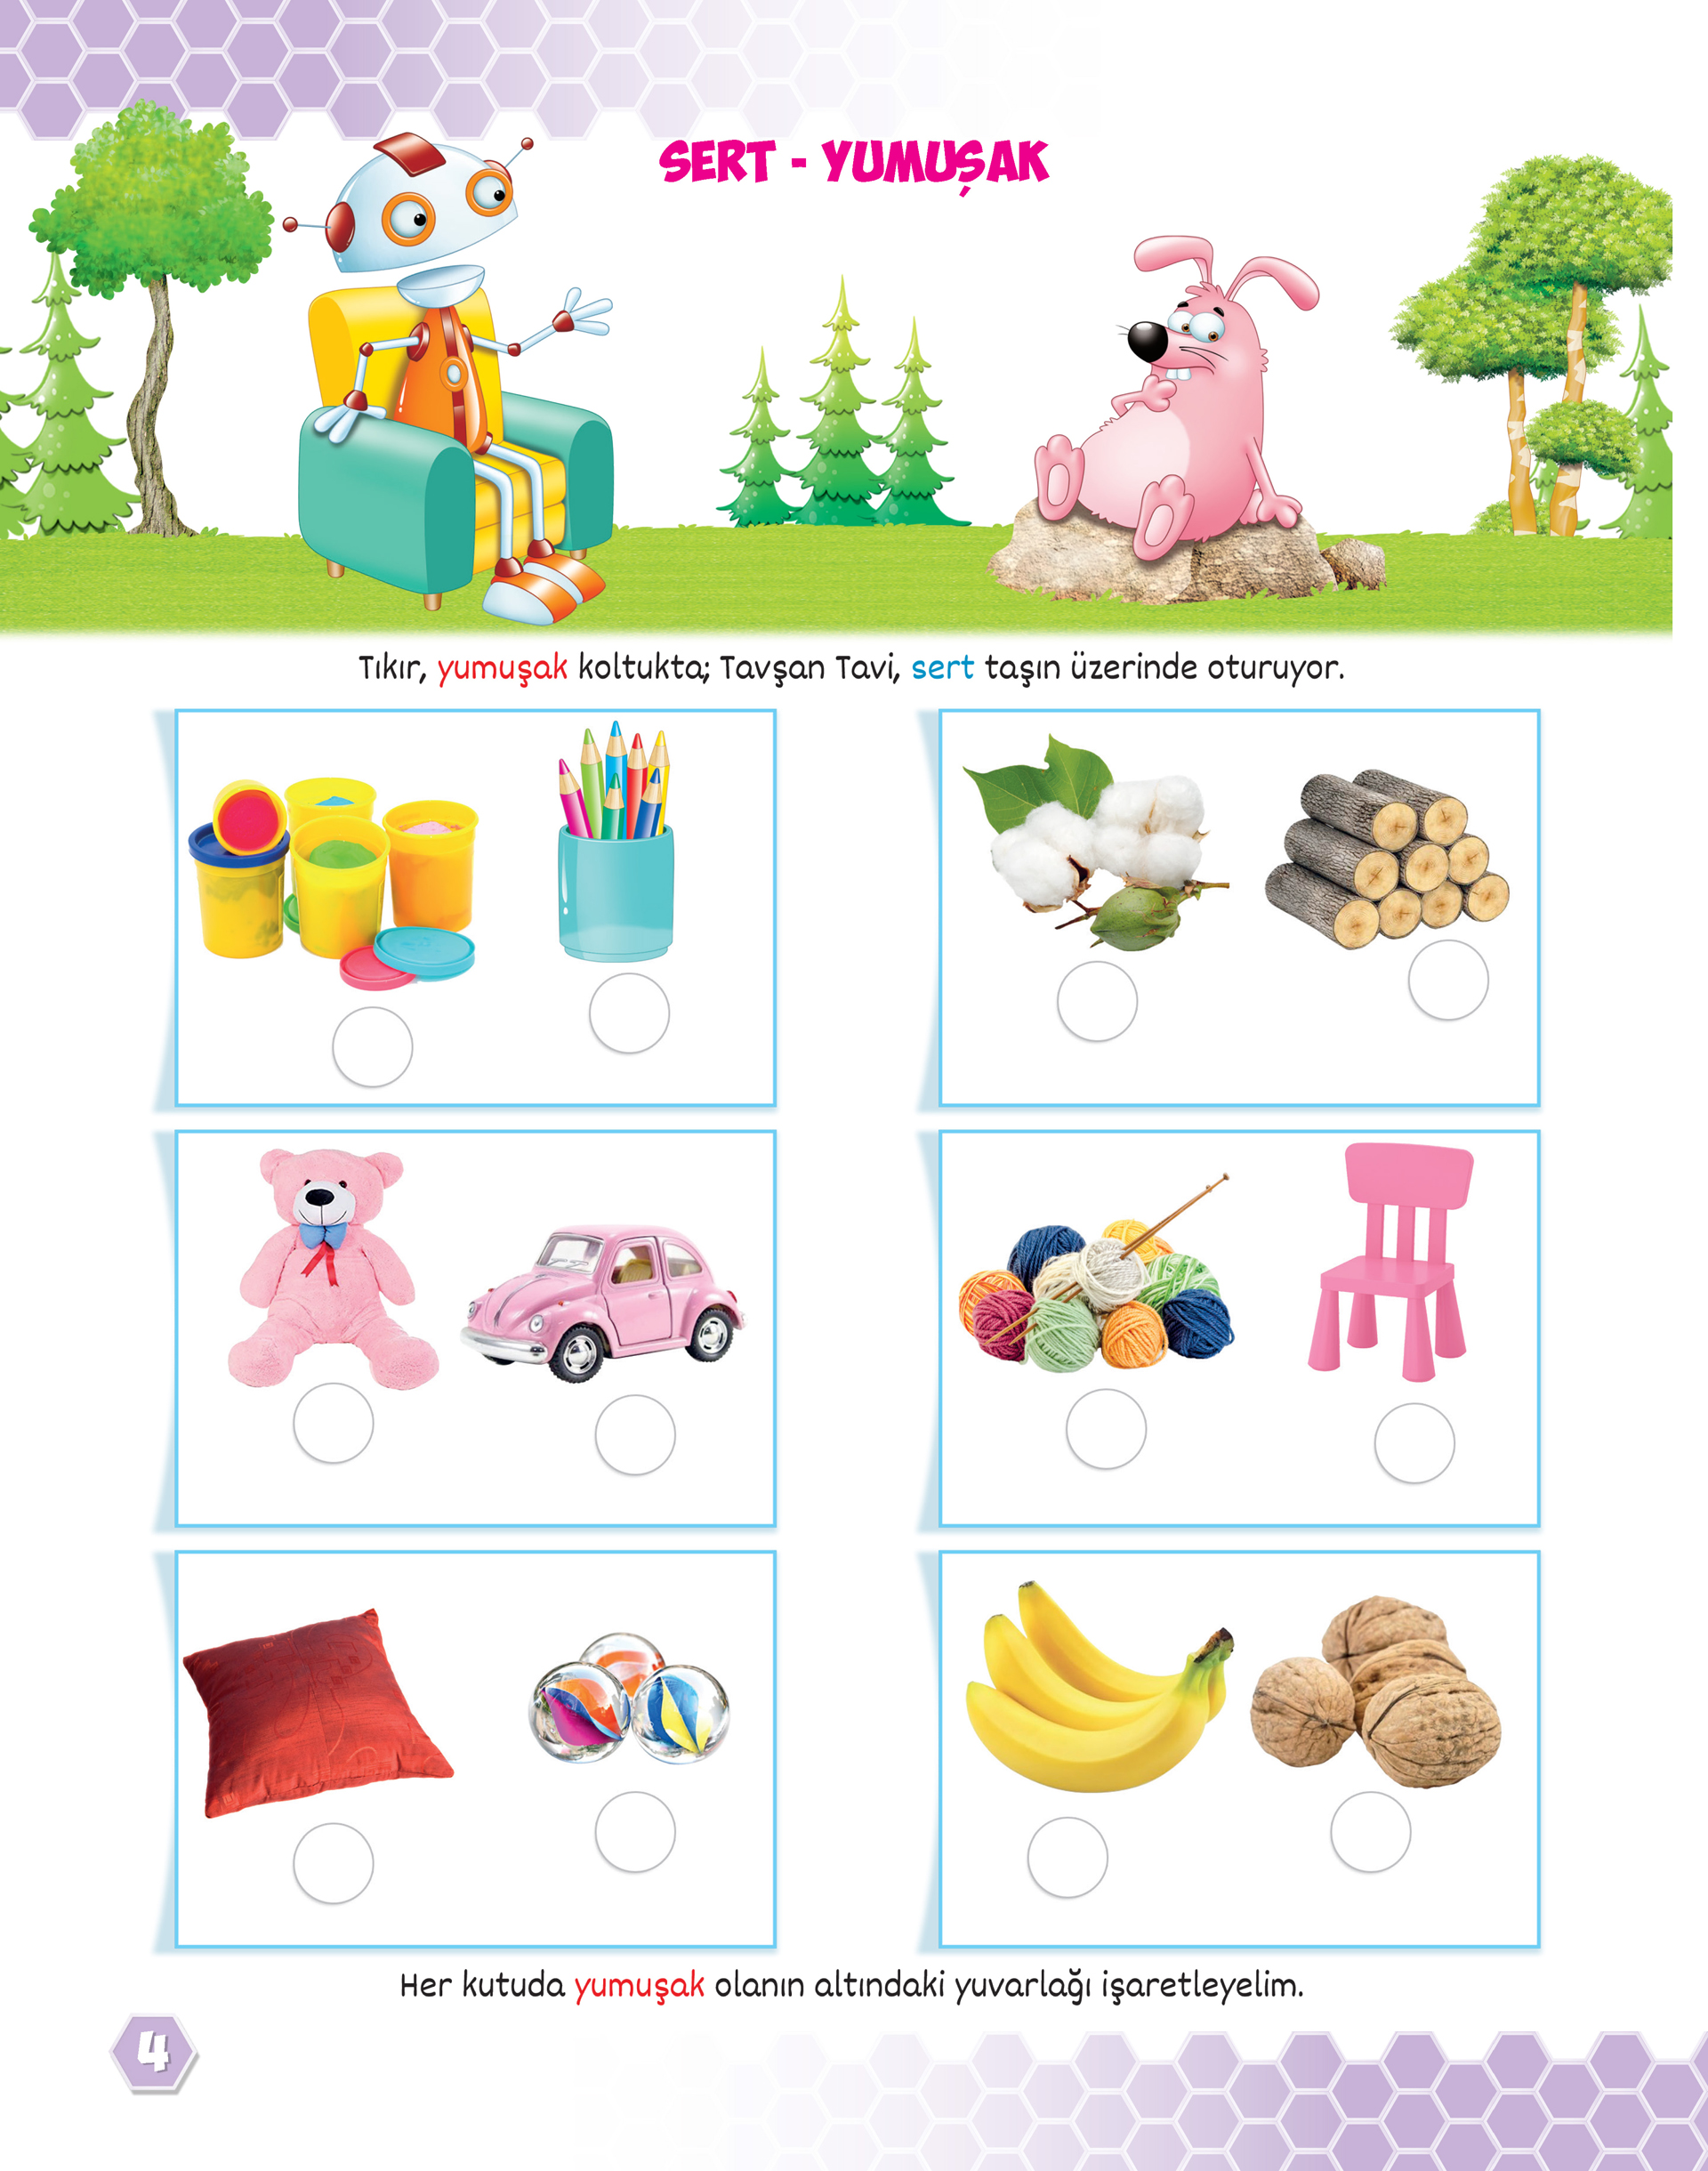 SERT - YUMUŞAK
Tıkır, yumuşak koltukta; Tavşan Tavi, sert taşın üzerinde oturuyor.
Her kutuda yumuşak olanın altındaki yuvarlağı işaretleyelim.
4